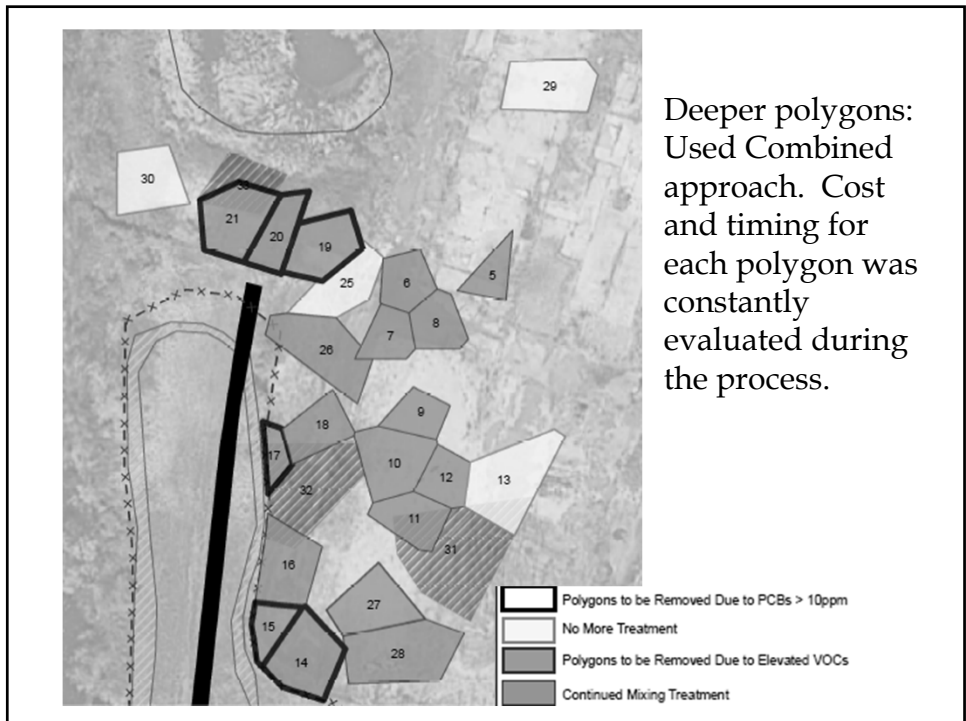 29
Deeper polygons:
Used Combined
approach. Cost
and timing for
each polygon was
constantly
evaluated during
the process.
30
21
20
19
25
6
5
8
7
26
9
18
17
10
12
13
32
11
31
16
27
15
14
28
Polygons to be Removed Due to PCBs > 10ppm
No More Treatment
Polygons to be Removed Due to Elevated VOCs
Continued Mixing Treatment